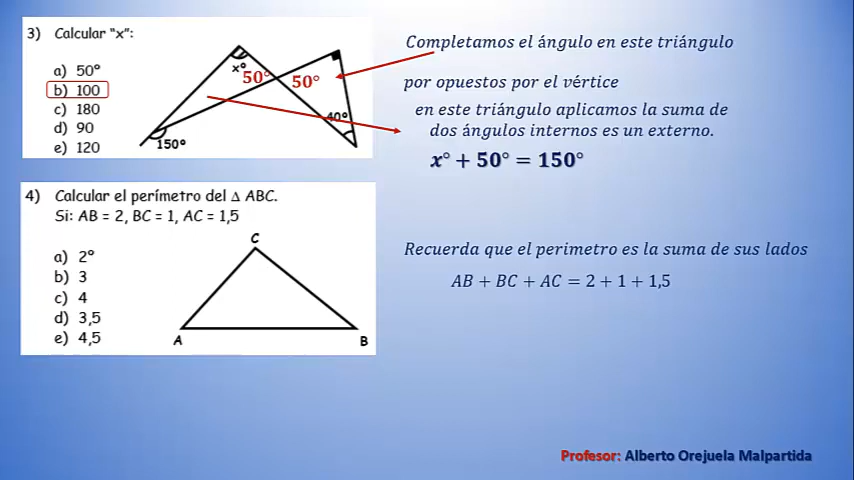 3) Calcular "x":
a) 50°
b) 100
c) 180
d) 90
e) 120
x°
50°
50°
40°
150°
Completamos el ángulo en este triángulo
por opuestos por el vértice
en este triángulo aplicamos la suma de
dos ángulos internos es un externo.
x° + 50° = 150°
4) Calcular el perímetro del Δ ABC.
Si: AB = 2, BC = 1, AC = 1,5
a) 2°
b) 3
c) 4
d) 3,5
e) 4,5
C
A
B
Recuerda que el perimetro es la suma de sus lados
AB + BC + AC = 2 + 1 + 1,5
Profesor: Alberto Orejuela Malpartida